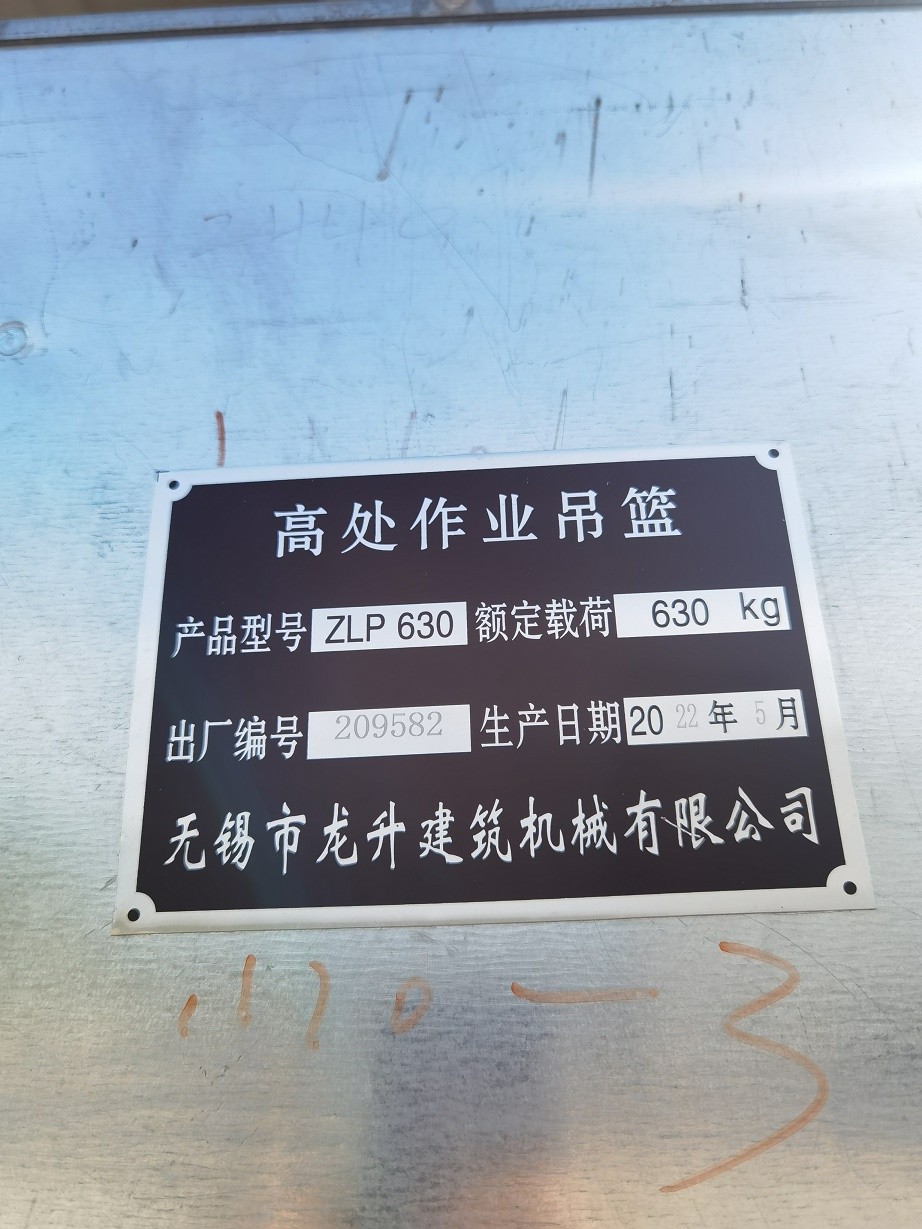 高处作业吊篮
产品型号 ZLP 630 额定载荷 630 kg
出厂编号 209582 生产日期 2022年5月
无锡市龙升建筑机械有限公司